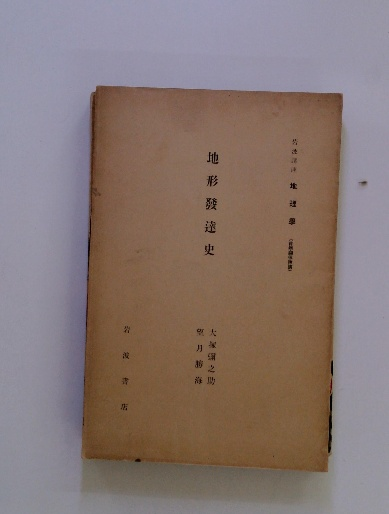 岩波講座 地理學
地形發達史
大塚彌之助
望月勝海
岩波書店